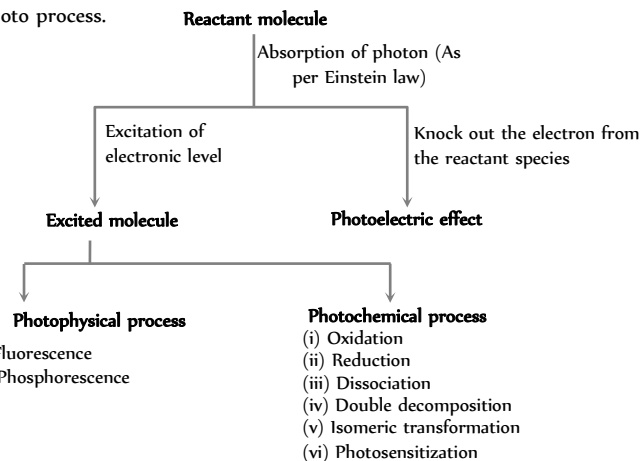 oto process.
Reactant molecule
Absorption of photon (As
per Einstein law)
Excitation of
electronic level
Knock out the electron from
the reactant species
Excited molecule
Photoelectric effect
Photophysical process
Fluorescence
Phosphorescence
Photochemical process
(i) Oxidation
(ii) Reduction
(iii) Dissociation
(iv) Double decomposition
(v) Isomeric transformation
(vi) Photosensitization